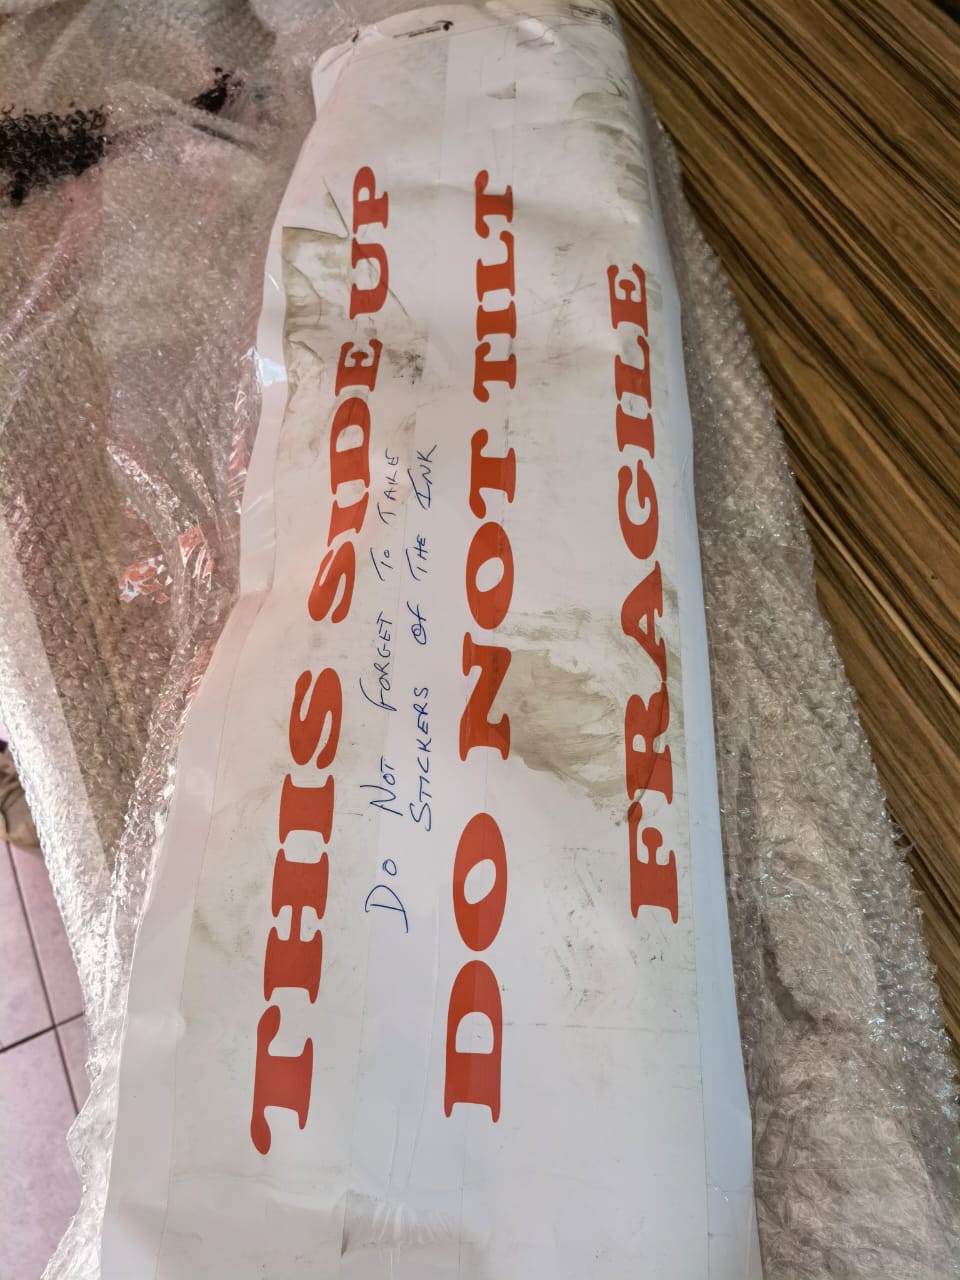 THIS SIDE UP
DO NOT FORGET TO TAKE
STICKERS OF THE INK
DO NOT TILT
FRAGILE